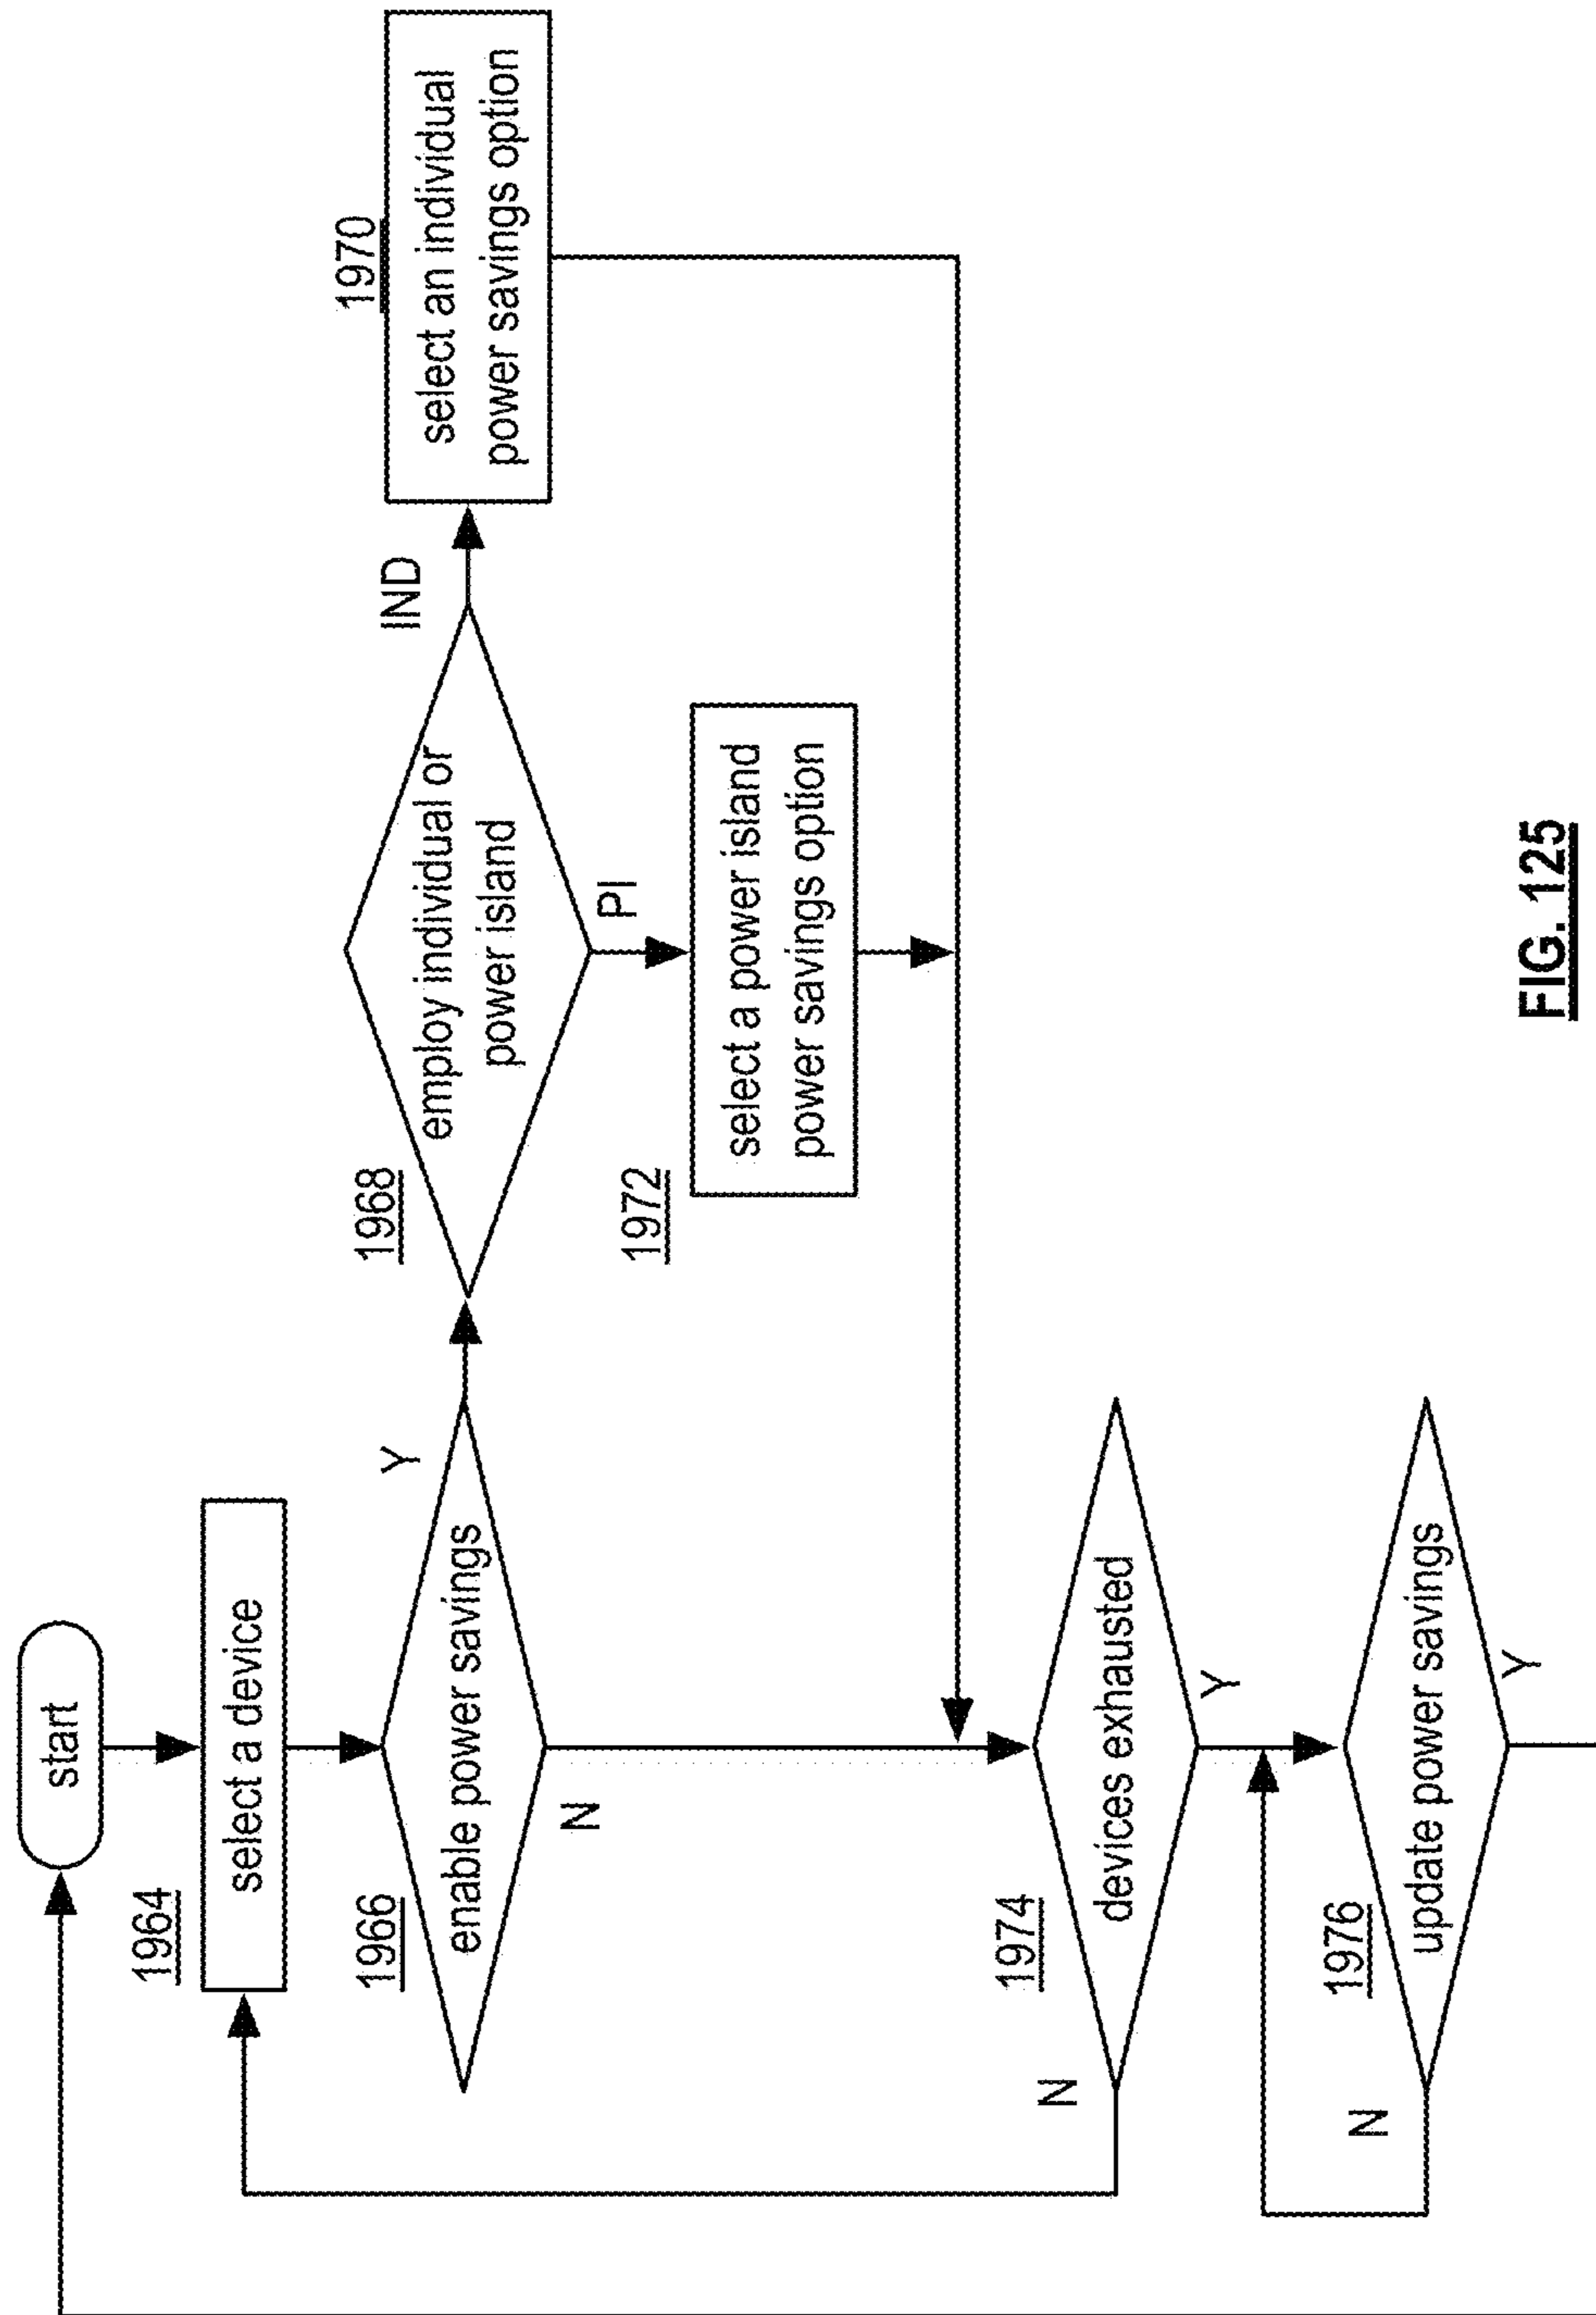 start
1964
select a device
1966
enable power savings
Y
N
1968
employ individual or
power island
IND
PI
1970
select an individual
power savings option
1972
select a power island
power savings option
1974
devices exhausted
N
Y
1976
update power savings
N
Y
FIG. 125